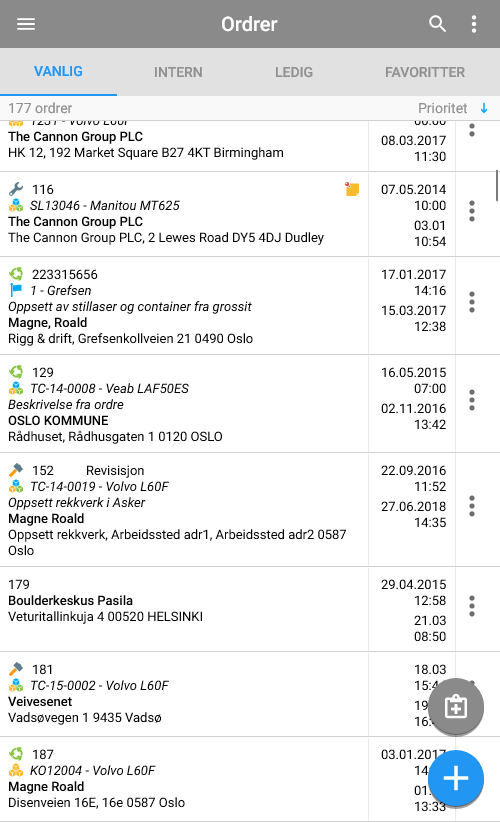 Ordrer
VANLIG INTERN LEDIG FAVORITTER
177 ordrer Prioritet
1231 - Volvo L60F
The Cannon Group PLC 08.03.2017
HK 12, 192 Market Square B27 4KT Birmingham 11:30
116 07.05.2014
SL13046 - Manitou MT625 10:00
The Cannon Group PLC 03.01
The Cannon Group PLC, 2 Lewes Road DY5 4DJ Dudley 10:54
223315656 17.01.2017
1 - Grefsen 14:16
Oppsett av stillaser og container fra grossit 15.03.2017
Magne, Roald 12:38
Rigg & drift, Grefsenkollveien 21 0490 Oslo
129 16.05.2015
TC-14-0008 - Veab LAF50ES 07:00
Beskrivelse fra ordre 02.11.2016
OSLO KOMMUNE 13:42
Rådhuset, Rådhusgaten 1 0120 OSLO
152 Revisisjon 22.09.2016
TC-14-0019 - Volvo L60F 11:52
Oppsett rekkverk i Asker 27.06.2018
Magne Roald 14:35
Oppsett rekkverk, Arbeidssted adr1, Arbeidssted adr2 0587
Oslo
179 29.04.2015
Boulderkeskus Pasila 12:58
Veturitallinkuja 4 00520 HELSINKI 21.03
08:50
181 18.03
TC-15-0002 - Volvo L60F 15:4
Veivesenet 19
Vadsøvegen 1 9435 Vadsø 16:
187 03.01.2017
KO12004 - Volvo L60F 14
Magne Roald 01.
Disenveien 16E, 16e 0587 Oslo 13:33